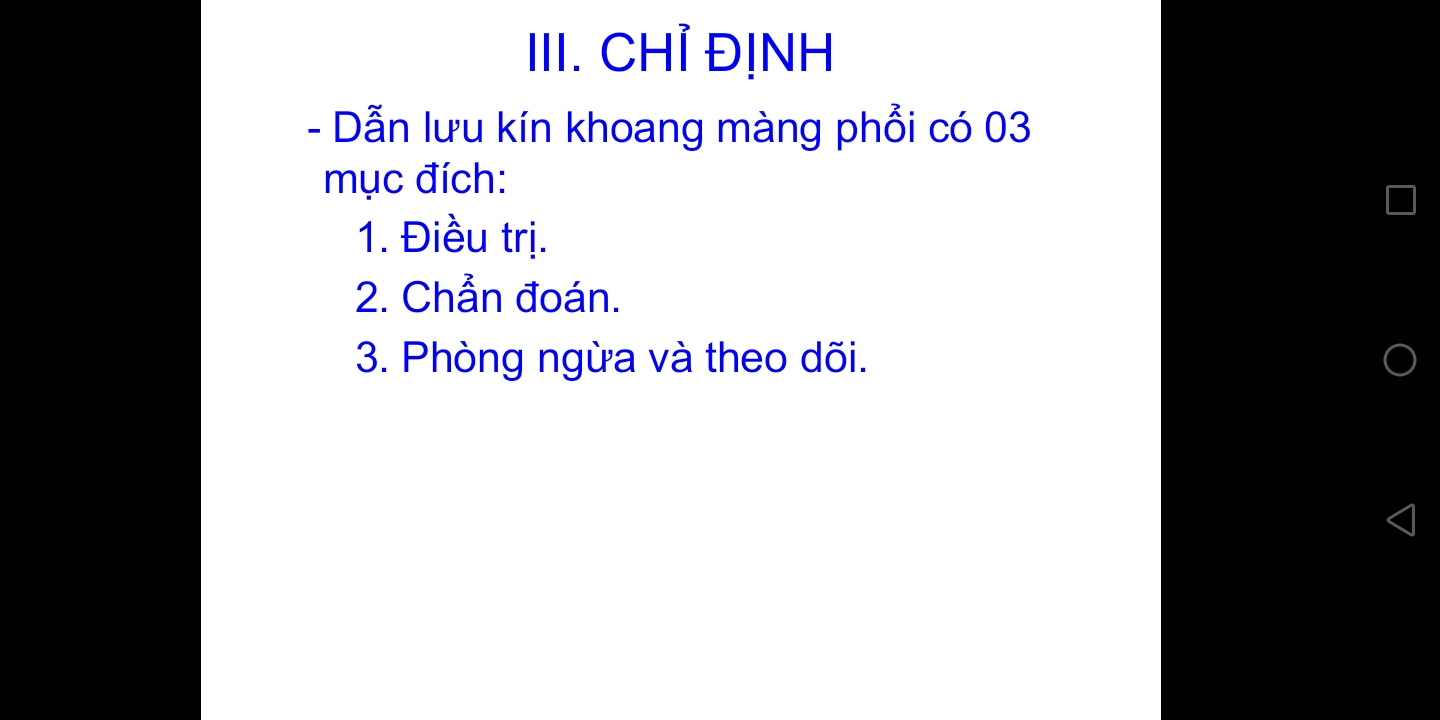 III. CHỈ ĐỊNH
- Dẫn lưu kín khoang màng phổi có 03
mục đích:
1. Điều trị.
2. Chẩn đoán.
3. Phòng ngừa và theo dõi.